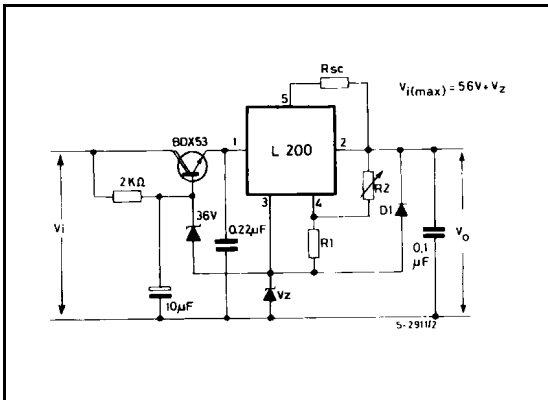 Rsc
Vi(max) = 56V + Vz
5
BDX53
1
L 200
2
2KΩ
3
4
R2
36V
D1
Vi
0.22µF
R1
0.1
µF
Vo
10µF
Vz
S-2911/2